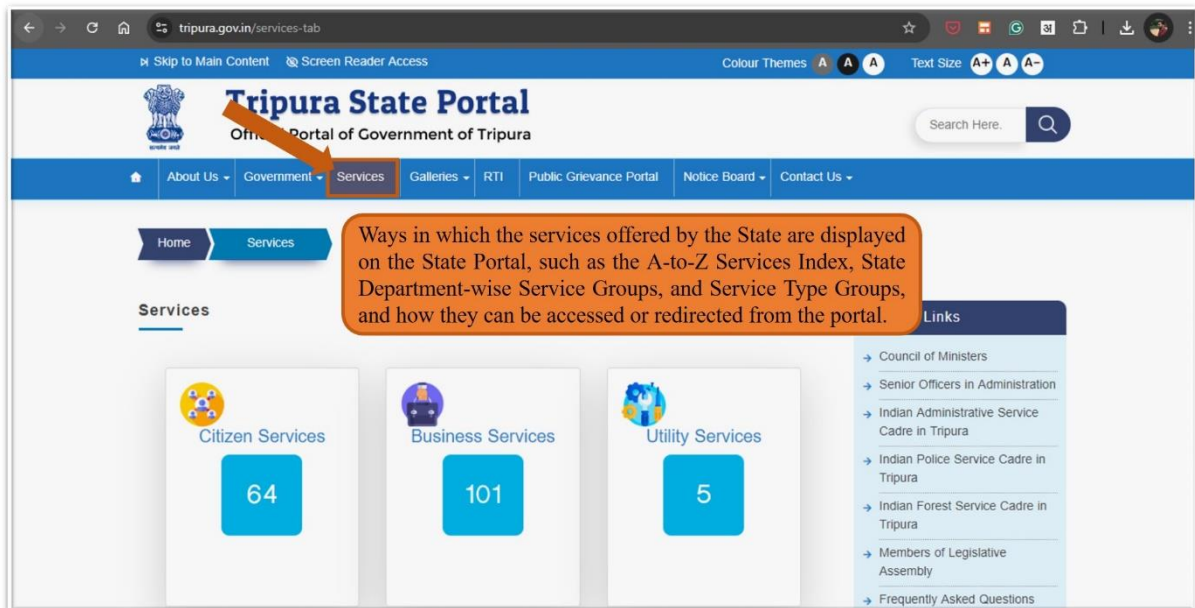 tripura.gov.in/services-tab
Skip to Main Content Screen Reader Access Colour Themes A A A Text Size A+ A A-
Tripura State Portal
Portal of Government of Tripura
Search Here.
About Us Government Services Galleries RTI Public Grievance Portal Notice Board Contact Us
Home Services
Ways in which the services offered by the State are displayed
on the State Portal, such as the A-to-Z Services Index, State
Department-wise Service Groups, and Service Type Groups,
and how they can be accessed or redirected from the portal.
Services
Links
Council of Ministers
Senior Officers in Administration
Indian Administrative Service
Cadre in Tripura
Indian Police Service Cadre in
Tripura
Indian Forest Service Cadre in
Tripura
Members of Legislative
Assembly
Frequently Asked Questions
Citizen Services
64
Business Services
101
Utility Services
5